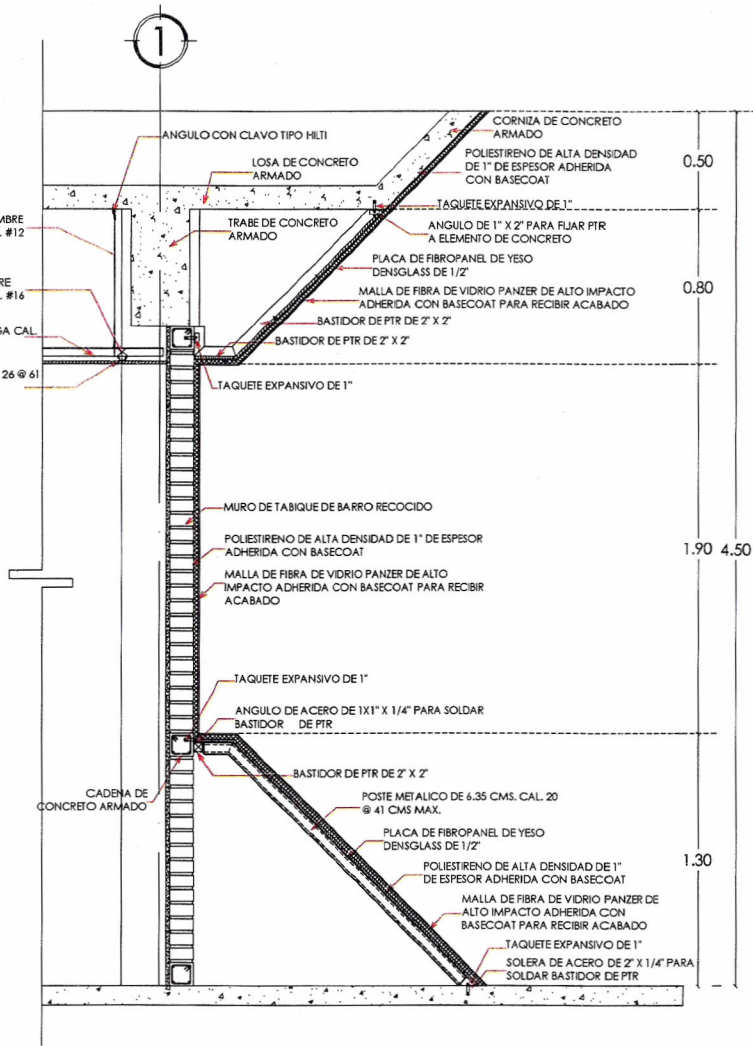 1
CORNIZA DE CONCRETO
ARMADO
ANGULO CON CLAVO TIPO HILTI
0.50
POLIESTIRENO DE ALTA DENSIDAD
DE 1" DE ESPESOR ADHERIDA
CON BASECOAT
LOSA DE CONCRETO
ARMADO
TAQUETE EXPANSIVO DE 1"
MBRE
. #12
TRABE DE CONCRETO
ARMADO
ANGULO DE 1" X 2" PARA FIJAR PTR
A ELEMENTO DE CONCRETO
PLACA DE FIBROPANEL DE YESO
DENSGLASS DE 1/2"
RE
. #16
0.80
MALLA DE FIBRA DE VIDRIO PANZER DE ALTO IMPACTO
ADHERIDA CON BASECOAT PARA RECIBIR ACABADO
BASTIDOR DE PTR DE 2" X 2"
GA CAL.
BASTIDOR DE PTR DE 2" X 2"
26 @ 61
TAQUETE EXPANSIVO DE 1"
MURO DE TABIQUE DE BARRO RECOCIDO
POLIESTIRENO DE ALTA DENSIDAD DE 1" DE ESPESOR
ADHERIDA CON BASECOAT
1.90
4.50
MALLA DE FIBRA DE VIDRIO PANZER DE ALTO
IMPACTO ADHERIDA CON BASECOAT PARA RECIBIR
ACABADO
TAQUETE EXPANSIVO DE 1"
ANGULO DE ACERO DE 1X1" X 1/4" PARA SOLDAR
BASTIDOR DE PTR
BASTIDOR DE PTR DE 2" X 2"
CADENA DE
CONCRETO ARMADO
POSTE METALICO DE 6.35 CMS. CAL. 20
@ 41 CMS MAX.
PLACA DE FIBROPANEL DE YESO
DENSGLASS DE 1/2"
1.30
POLIESTIRENO DE ALTA DENSIDAD DE 1"
DE ESPESOR ADHERIDA CON BASECOAT
MALLA DE FIBRA DE VIDRIO PANZER DE
ALTO IMPACTO ADHERIDA CON
BASECOAT PARA RECIBIR ACABADO
TAQUETE EXPANSIVO DE 1"
SOLERA DE ACERO DE 2" X 1/4" PARA
SOLDAR BASTIDOR DE PTR